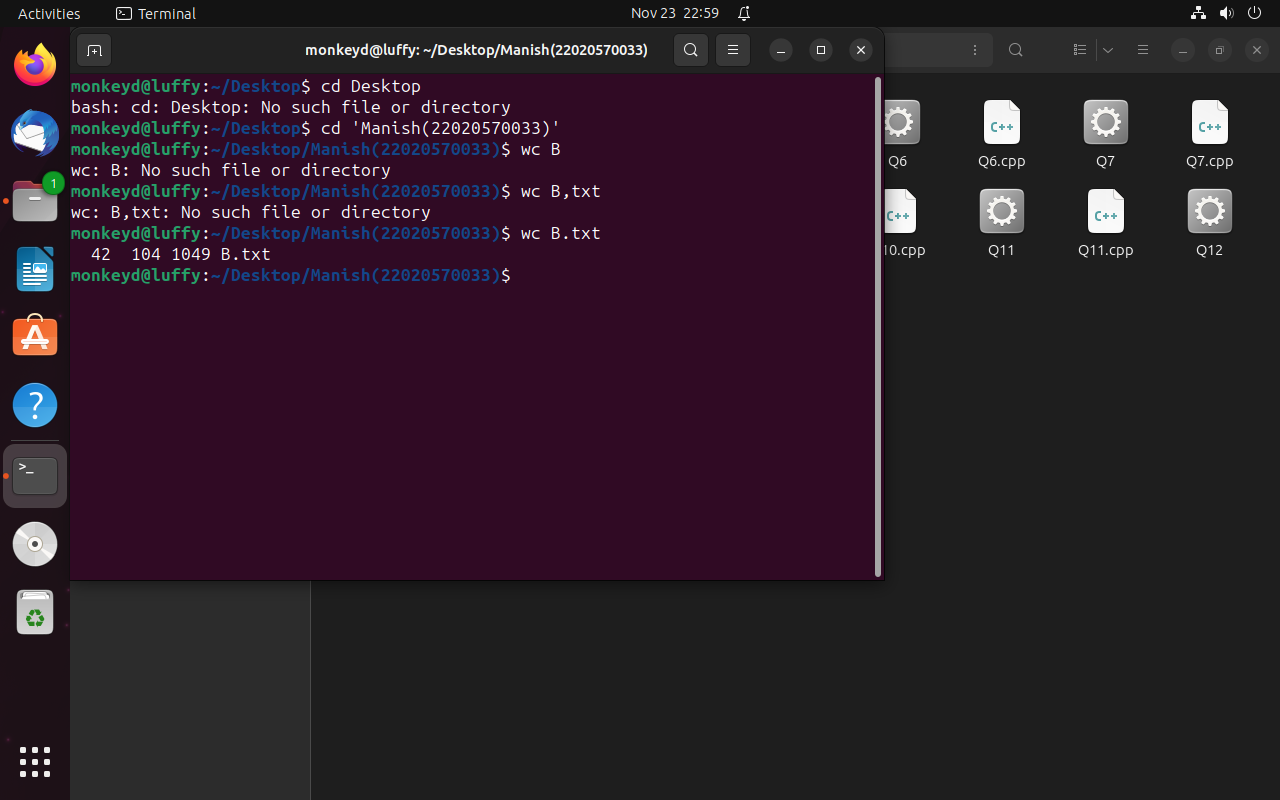 Activities Terminal Nov 23 22:59
monkeyd@luffy: ~/Desktop/Manish(22020570033)
monkeyd@luffy:~/Desktop$ cd Desktop
bash: cd: Desktop: No such file or directory
monkeyd@luffy:~/Desktop$ cd 'Manish(22020570033)'
monkeyd@luffy:~/Desktop/Manish(22020570033)$ wc B
wc: B: No such file or directory
monkeyd@luffy:~/Desktop/Manish(22020570033)$ wc B,txt
wc: B,txt: No such file or directory
monkeyd@luffy:~/Desktop/Manish(22020570033)$ wc B.txt
42 104 1049 B.txt
monkeyd@luffy:~/Desktop/Manish(22020570033)$
1
>_
C++ C++
Q6 Q6.cpp Q7 Q7.cpp
C++ C++
10.cpp Q11 Q11.cpp Q12